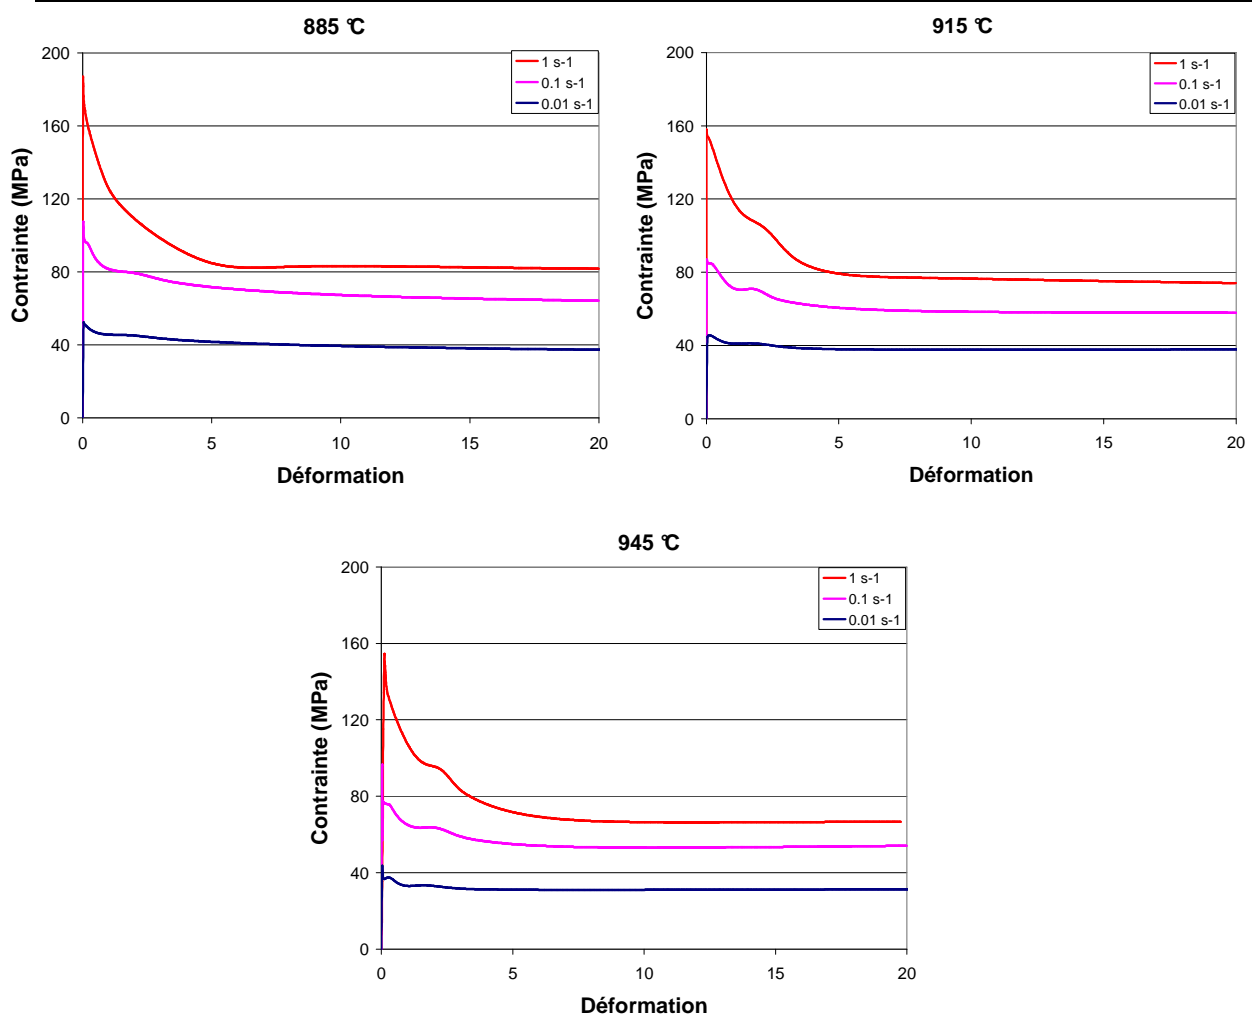 885 °C
200
160
120
80
40
0
0 5 10 15 20
Contrainte (MPa)
Déformation
1 s-1
0.1 s-1
0.01 s-1
915 °C
200
160
120
80
40
0
0 5 10 15 20
Contrainte (MPa)
Déformation
1 s-1
0.1 s-1
0.01 s-1
945 °C
200
160
120
80
40
0
0 5 10 15 20
Contrainte (MPa)
Déformation
1 s-1
0.1 s-1
0.01 s-1